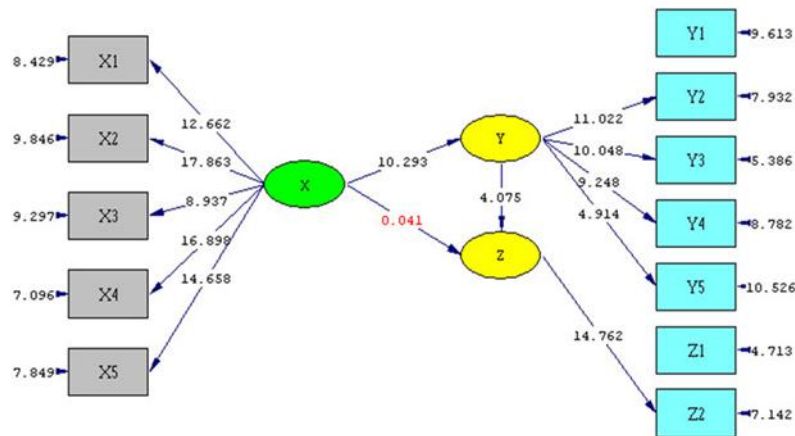 Y1 9.613
8.429 X1
Y2 7.932
12.662
11.022
9.846 X2
Y
10.048 Y3 5.386
17.863
10.293
9.248
X
4.075
4.914
9.297 X3 8.937
Y4 8.782
0.041
16.898
Z
14.658
Y5 10.526
7.096 X4
14.762
Z1 4.713
7.849 X5
Z2 7.142